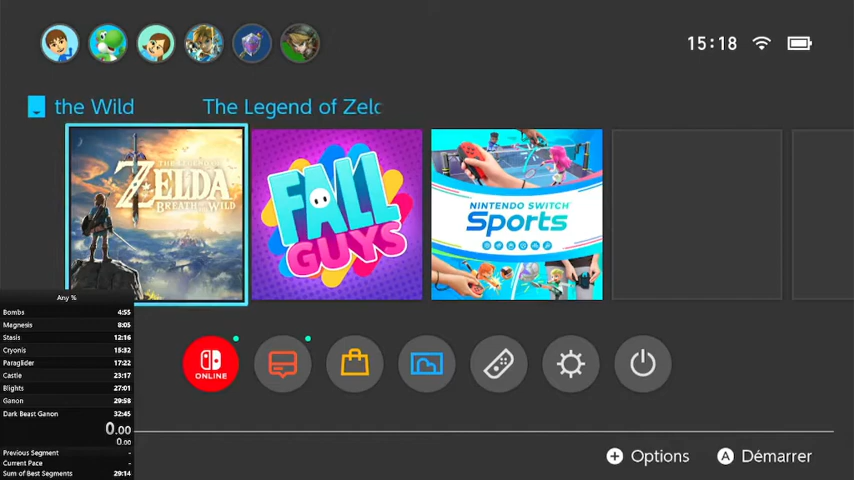 15:18
the Wild The Legend of Zelc
THE LEGEND OF
ZELDA
BREATH OF THE WILD
FALL
GUYS
NINTENDO SWITCH
Sports
Any %
Bombs 4:55
Magnesis 8:05
Stasis 12:16
Cryonis 15:32
Paraglider 17:22
Castle 23:17
Blights 27:01
Ganon 29:58
Dark Beast Ganon 32:45
0.00
0.00
Previous Segment -
Current Pace -
Sum of Best Segments 29:14
ONLINE
+ Options A Démarrer